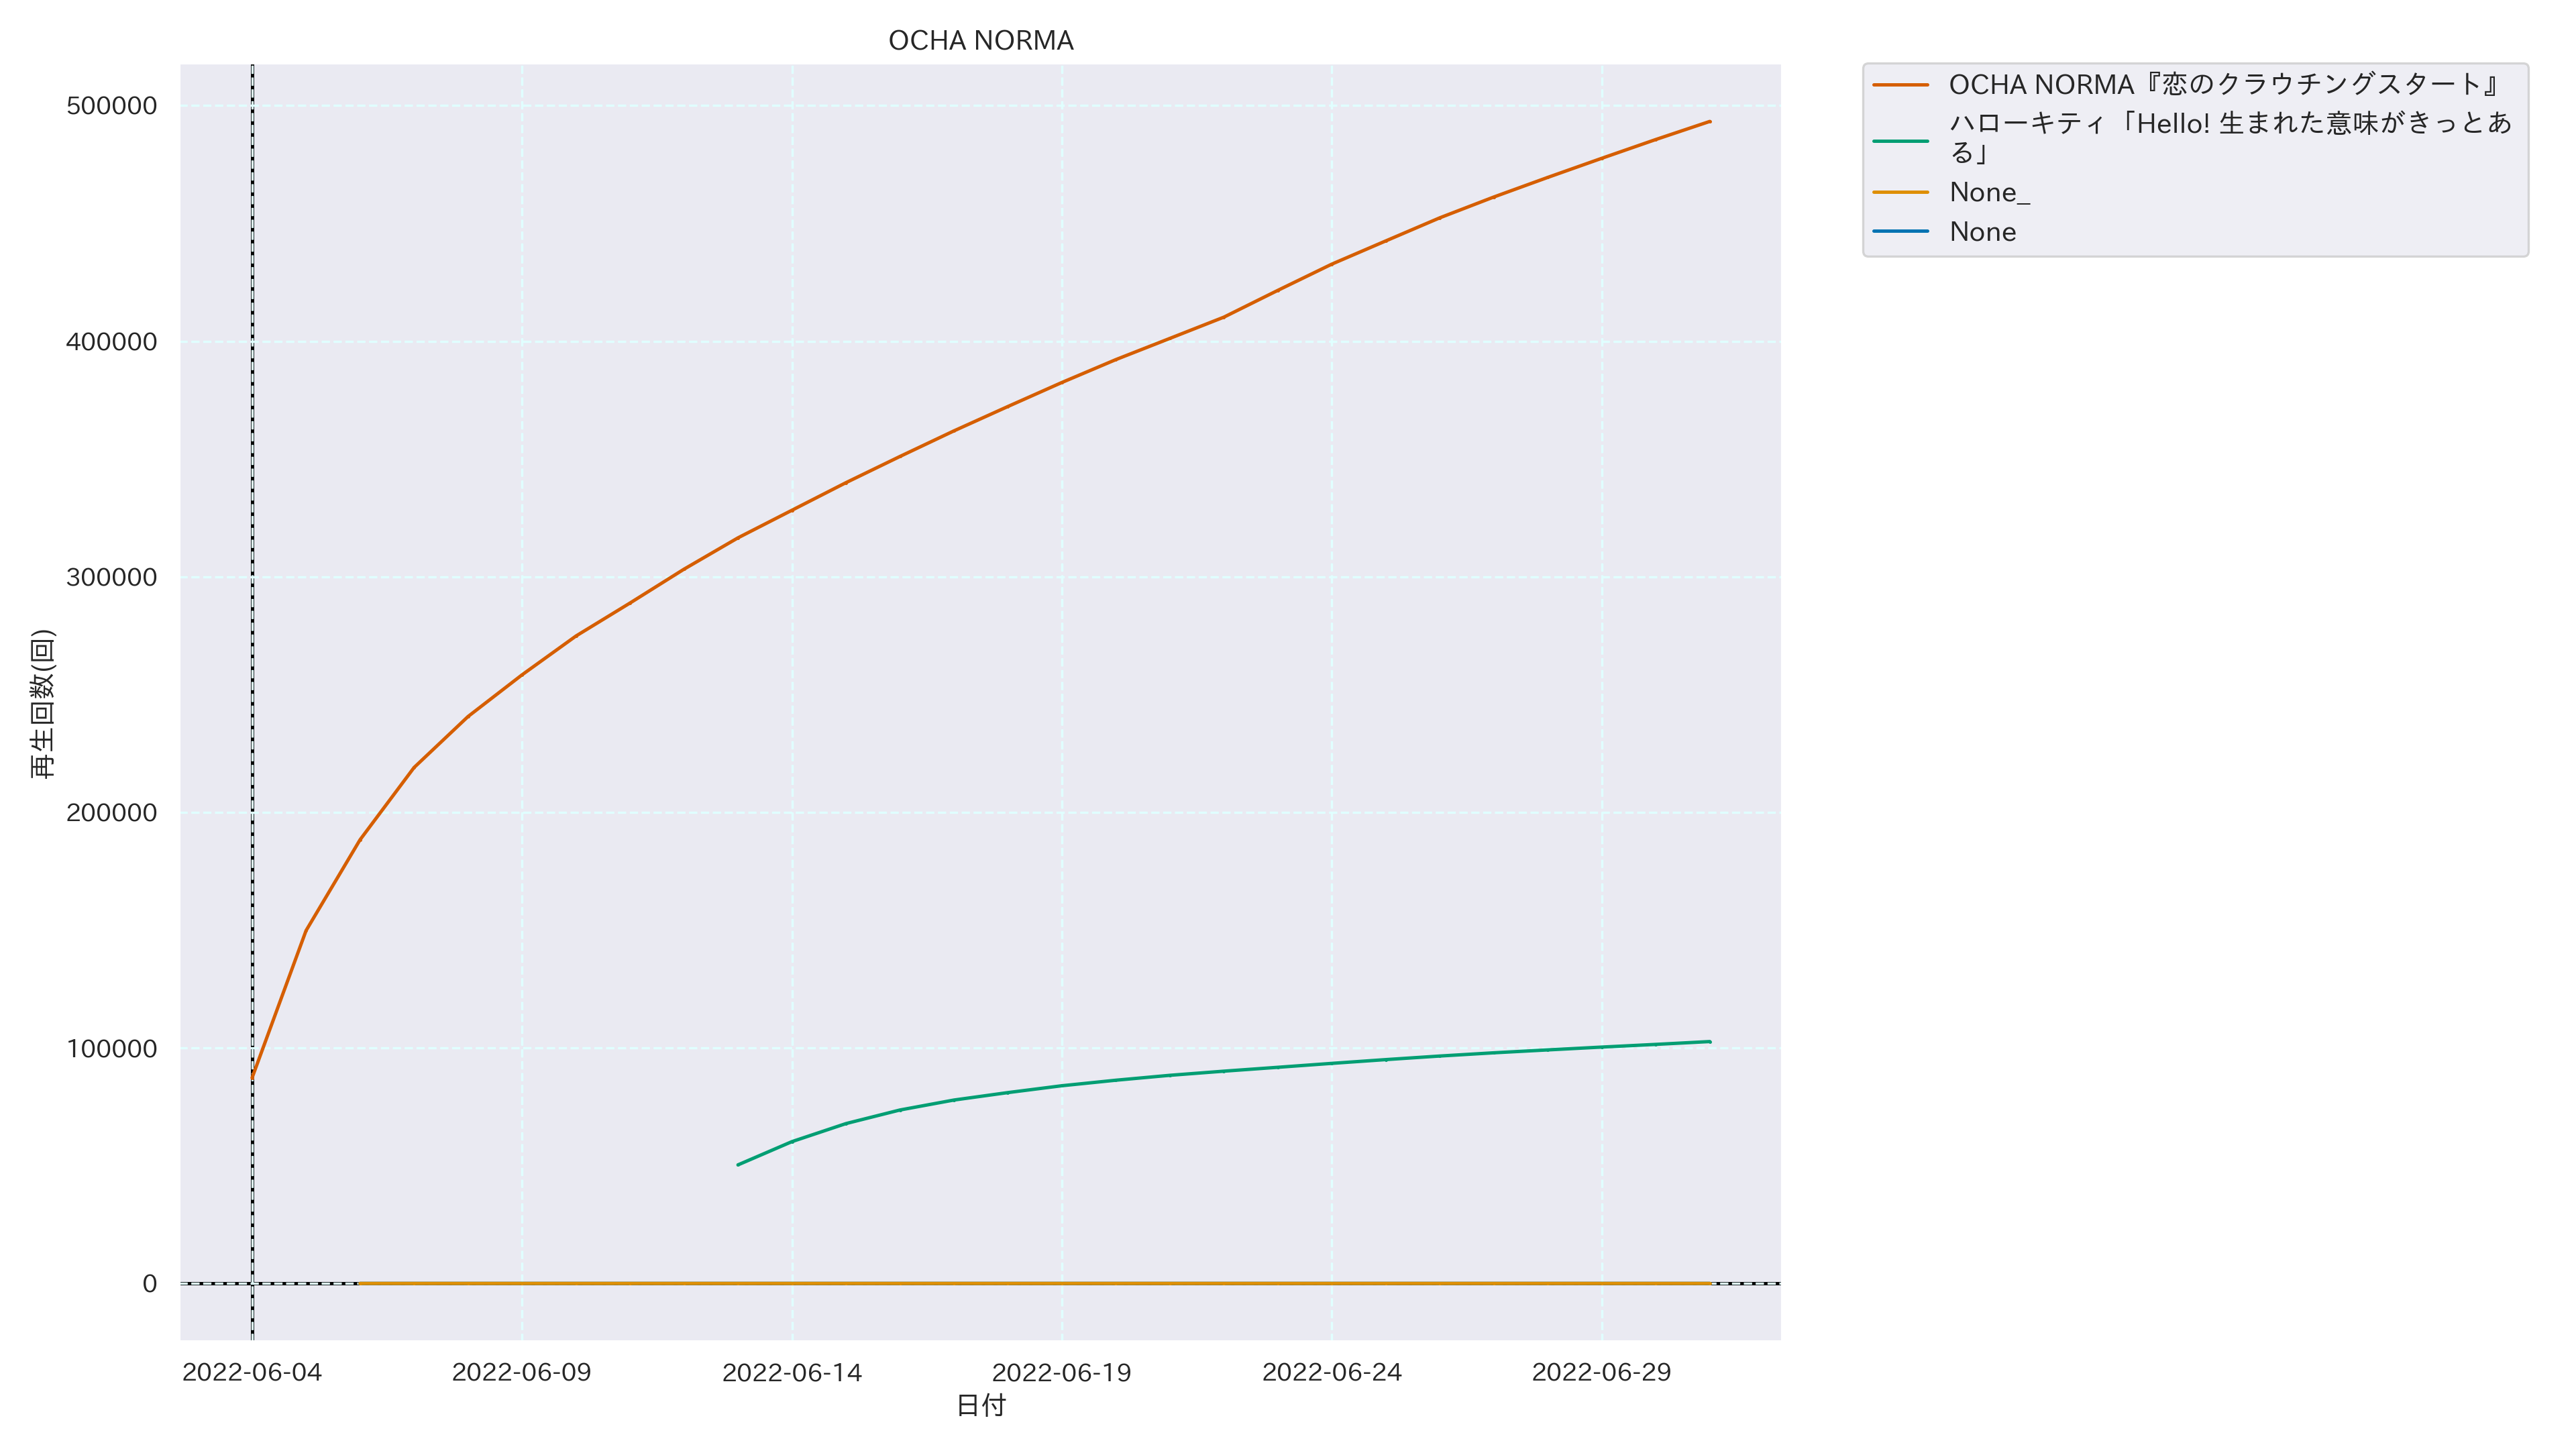 OCHA NORMA
OCHA NORMA『恋のクラウチングスタート』
ハローキティ「Hello! 生まれた意味がきっとあ
る」
None_
None
再生回数(回)
500000
400000
300000
200000
100000
0
2022-06-04
2022-06-09
2022-06-14
2022-06-19
2022-06-24
2022-06-29
日付